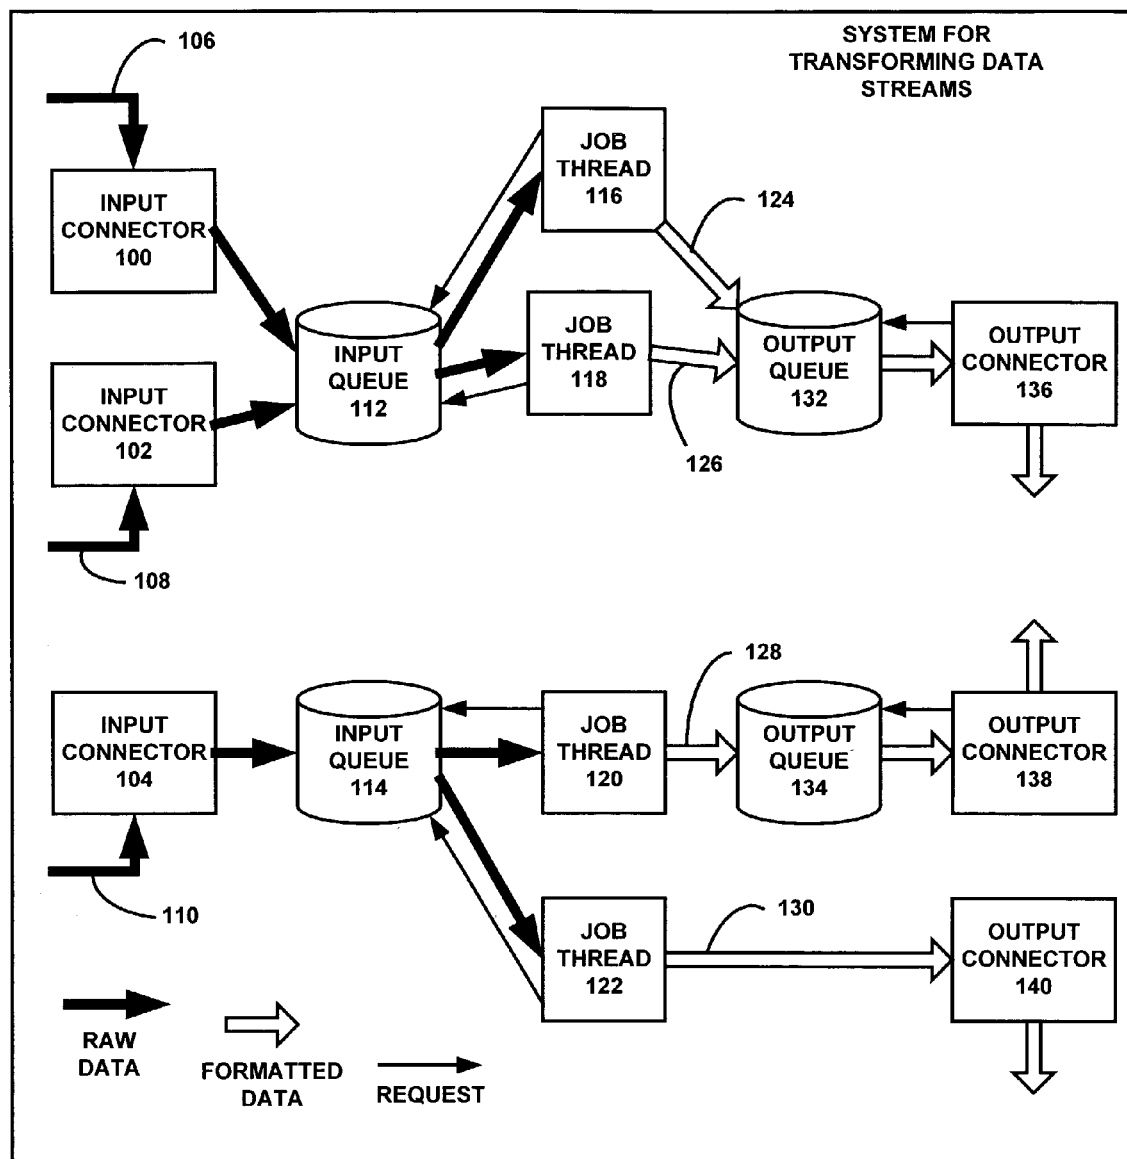 SYSTEM FOR
TRANSFORMING DATA
STREAMS
106
INPUT
CONNECTOR
100
JOB
THREAD
116
124
INPUT
QUEUE
112
JOB
THREAD
118
OUTPUT
QUEUE
132
OUTPUT
CONNECTOR
136
INPUT
CONNECTOR
102
126
108
128
INPUT
CONNECTOR
104
INPUT
QUEUE
114
JOB
THREAD
120
OUTPUT
QUEUE
134
OUTPUT
CONNECTOR
138
110
JOB
THREAD
122
130
OUTPUT
CONNECTOR
140
RAW
DATA
FORMATTED
DATA
REQUEST